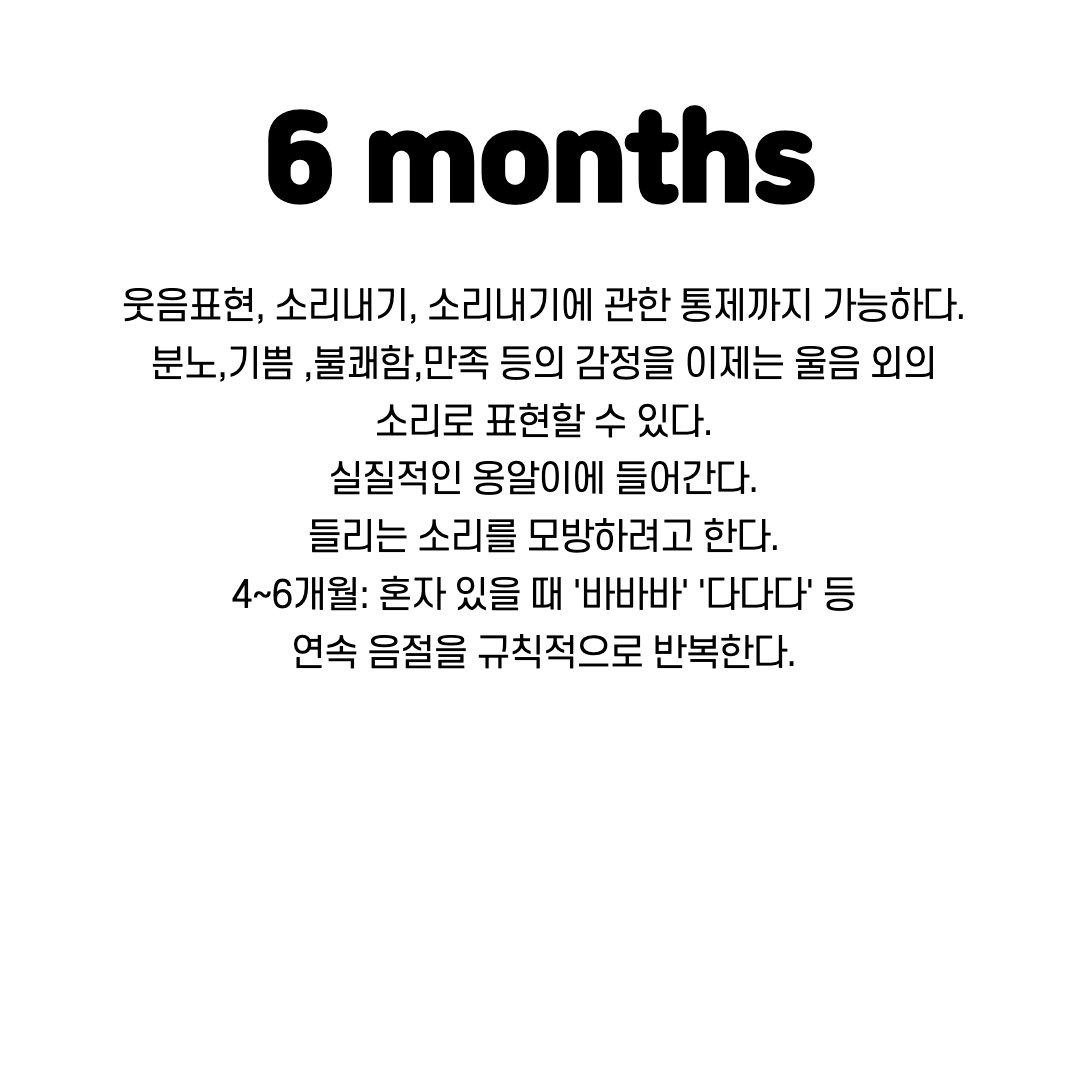 6 months
웃음표현, 소리내기, 소리내기에 관한 통제까지 가능하다.
분노,기쁨 ,불쾌함,만족 등의 감정을 이제는 울음 외의
소리로 표현할 수 있다.
실질적인 옹알이에 들어간다.
들리는 소리를 모방하려고 한다.
4~6개월: 혼자 있을 때 '바바바' '다다다' 등
연속 음절을 규칙적으로 반복한다.